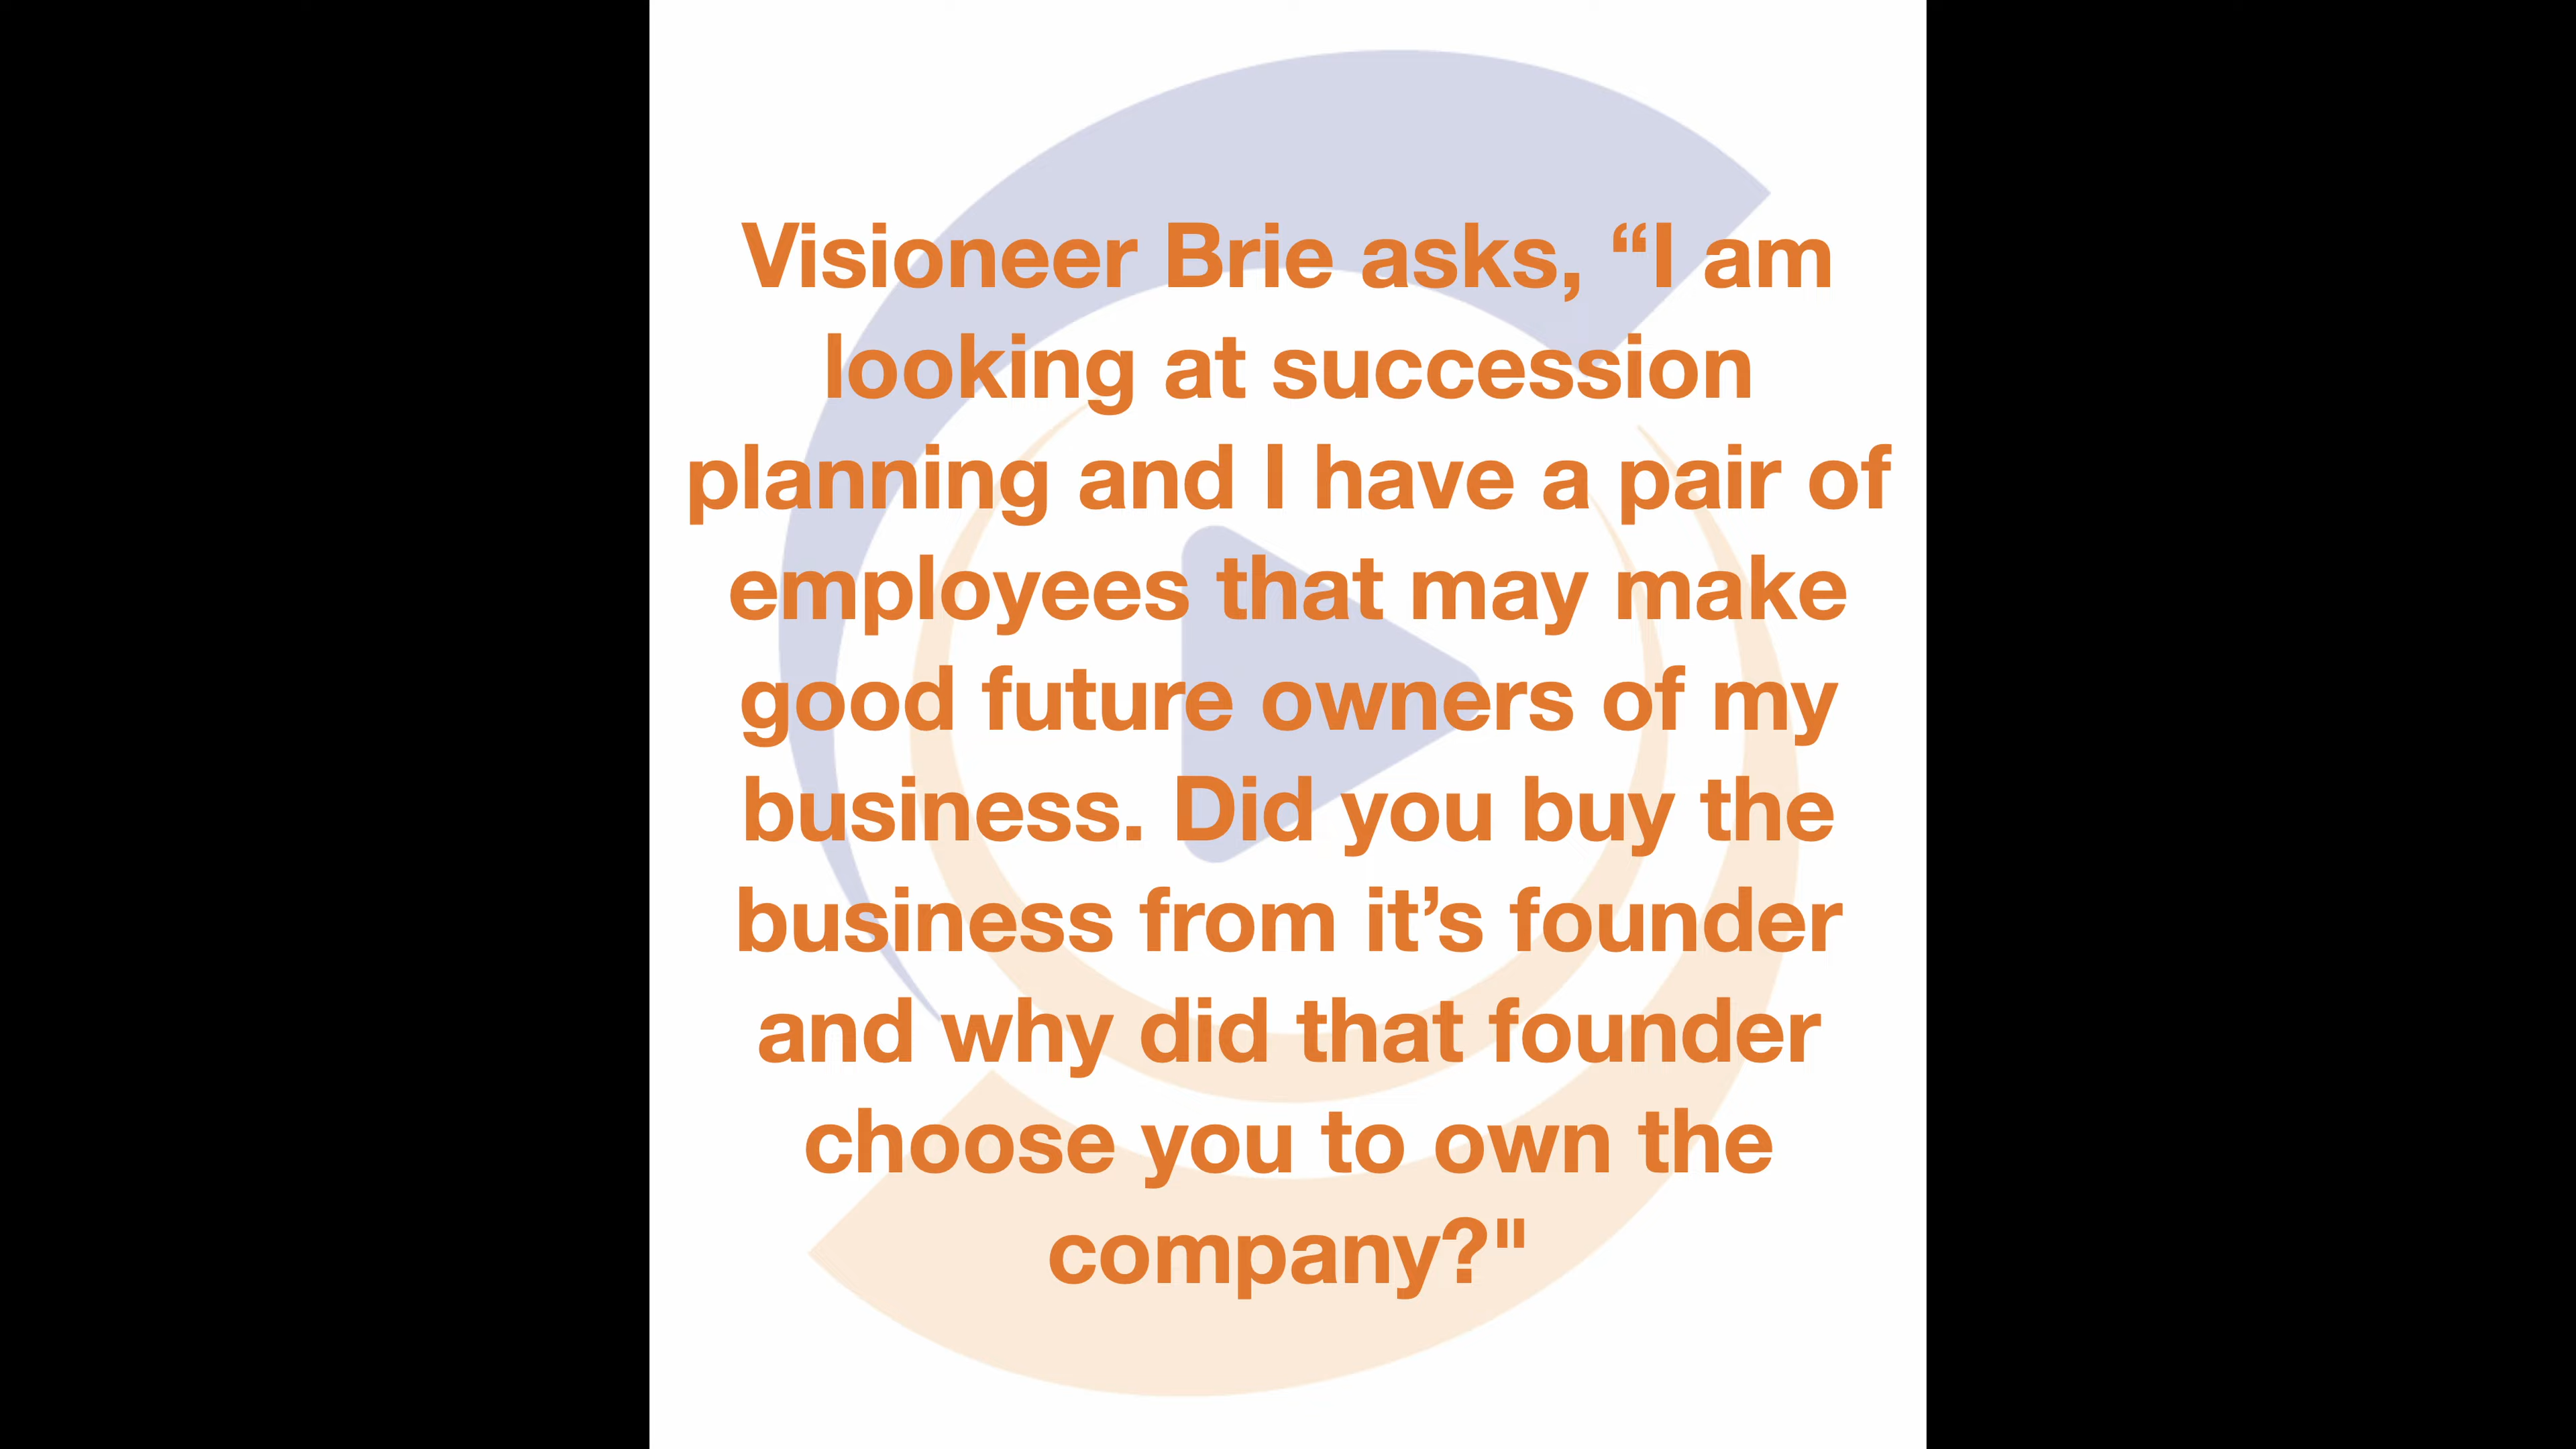 Visioneer Brie asks, “I am
looking at succession
planning and I have a pair of
employees that may make
good future owners of my
business. Did you buy the
business from it’s founder
and why did that founder
choose you to own the
company?"